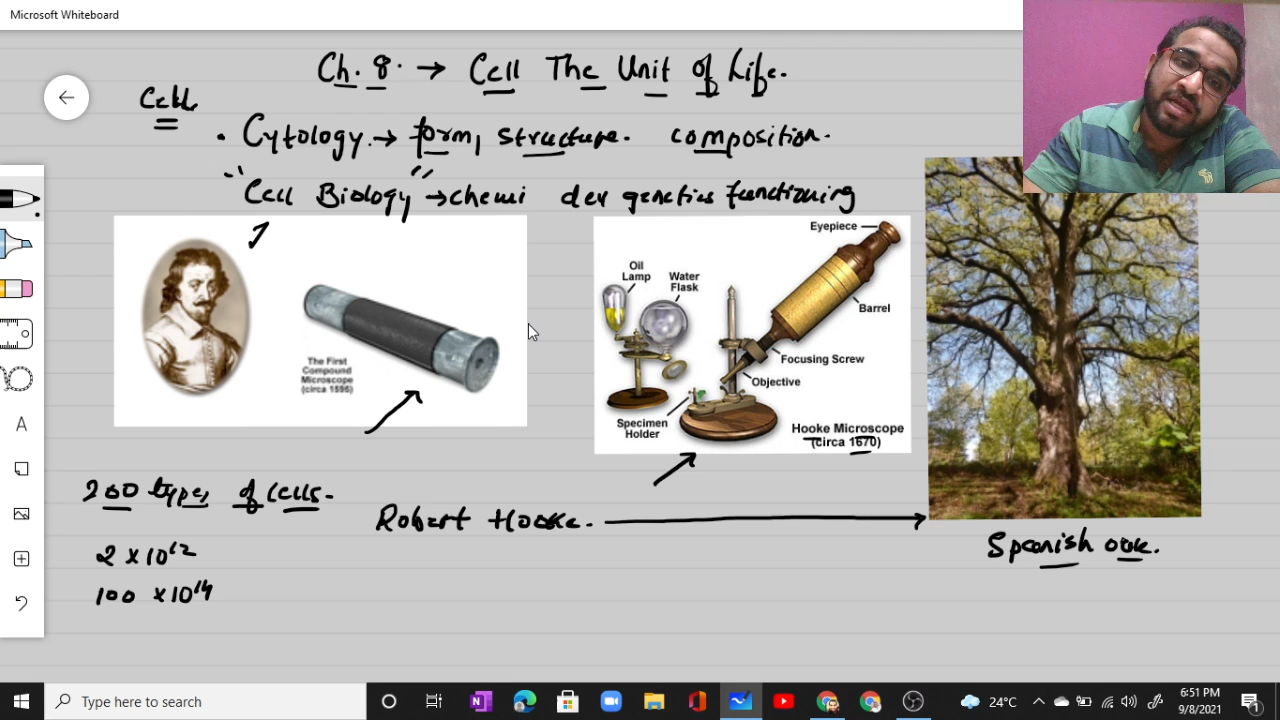 Microsoft Whiteboard
Ch. 8. → Cell The Unit of Life.
Cell
• Cytology → form, structure. composition.
"Cell Biology" → chemi dev genetics functioning
The First
Compound
Microscope
(circa 1595)
Eyepiece
Oil
Lamp
Water
Flask
Barrel
Focusing Screw
Objective
Specimen
Holder
Hooke Microscope
(circa 1670)
200 types of cells.
2 × 10¹²
100 × 10¹⁴
Robert Hooke.
Spanish oak.
A
Type here to search
24°C
6:51 PM
9/8/2021
1